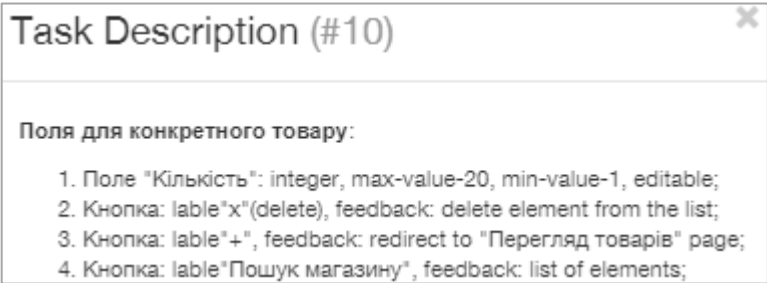 Task Description (#10)
Поля для конкретного товару:
1. Поле "Кількість": integer, max-value-20, min-value-1, editable;
2. Кнопка: lable"x"(delete), feedback: delete element from the list;
3. Кнопка: lable"+", feedback: redirect to "Перегляд товарів" page;
4. Кнопка: lable"Пошук магазину", feedback: list of elements;